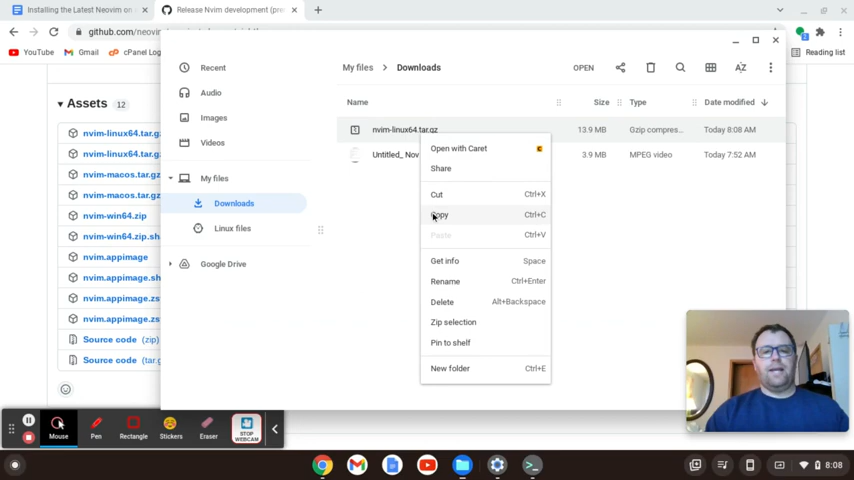 Installing the Latest Neovim on
Release Nvim development (pre
github.com/neovim
YouTube
Gmail
cPanel Log
Reading list
Assets 12
nvim-linux64.tar.g
nvim-linux64.tar.g
nvim-macos.tar.gz
nvim-macos.tar.gz
nvim-win64.zip
nvim-win64.zip.sh
nvim.appimage
nvim.appimage.sh
nvim.appimage.zs
nvim.appimage.zs
Source code (zip)
Source code (tar.g
Recent
Audio
Images
Videos
My files
Downloads
Linux files
Google Drive
My files > Downloads
OPEN
AZ
Name Size Type Date modified
nvim-linux64.tar.gz 13.9 MB Gzip compres... Today 8:08 AM
Untitled_ Nov 3.9 MB MPEG video Today 7:52 AM
Open with Caret
Share
Cut Ctrl+X
Copy Ctrl+C
Paste Ctrl+V
Get info Space
Rename Ctrl+Enter
Delete Alt+Backspace
Zip selection
Pin to shelf
New folder Ctrl+E
Mouse
Pen
Rectangle
Stickers
Eraser
STOP
WEBCAM
8:08